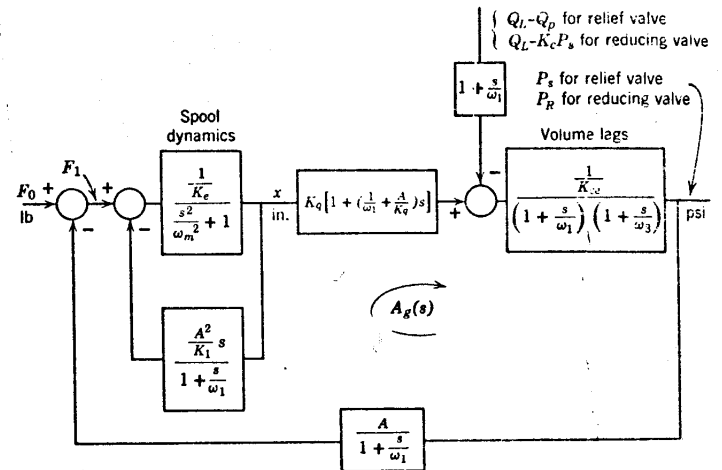 Q_L-Q_p for relief valve
Q_L-K_cP_s for reducing valve
1 + s/ω_1
P_s for relief valve
P_R for reducing valve
Spool
dynamics
Volume lags
F_1
F_0
+
+
+
-
-
-
lb
1/K_e
s^2/ω_m^2 + 1
x
in.
K_q[1 + (1/ω_1 + A/K_q)s]
1/K_ce
(1 + s/ω_1)(1 + s/ω_3)
psi
A_g(s)
A^2/K_1 s
1 + s/ω_1
A
1 + s/ω_1